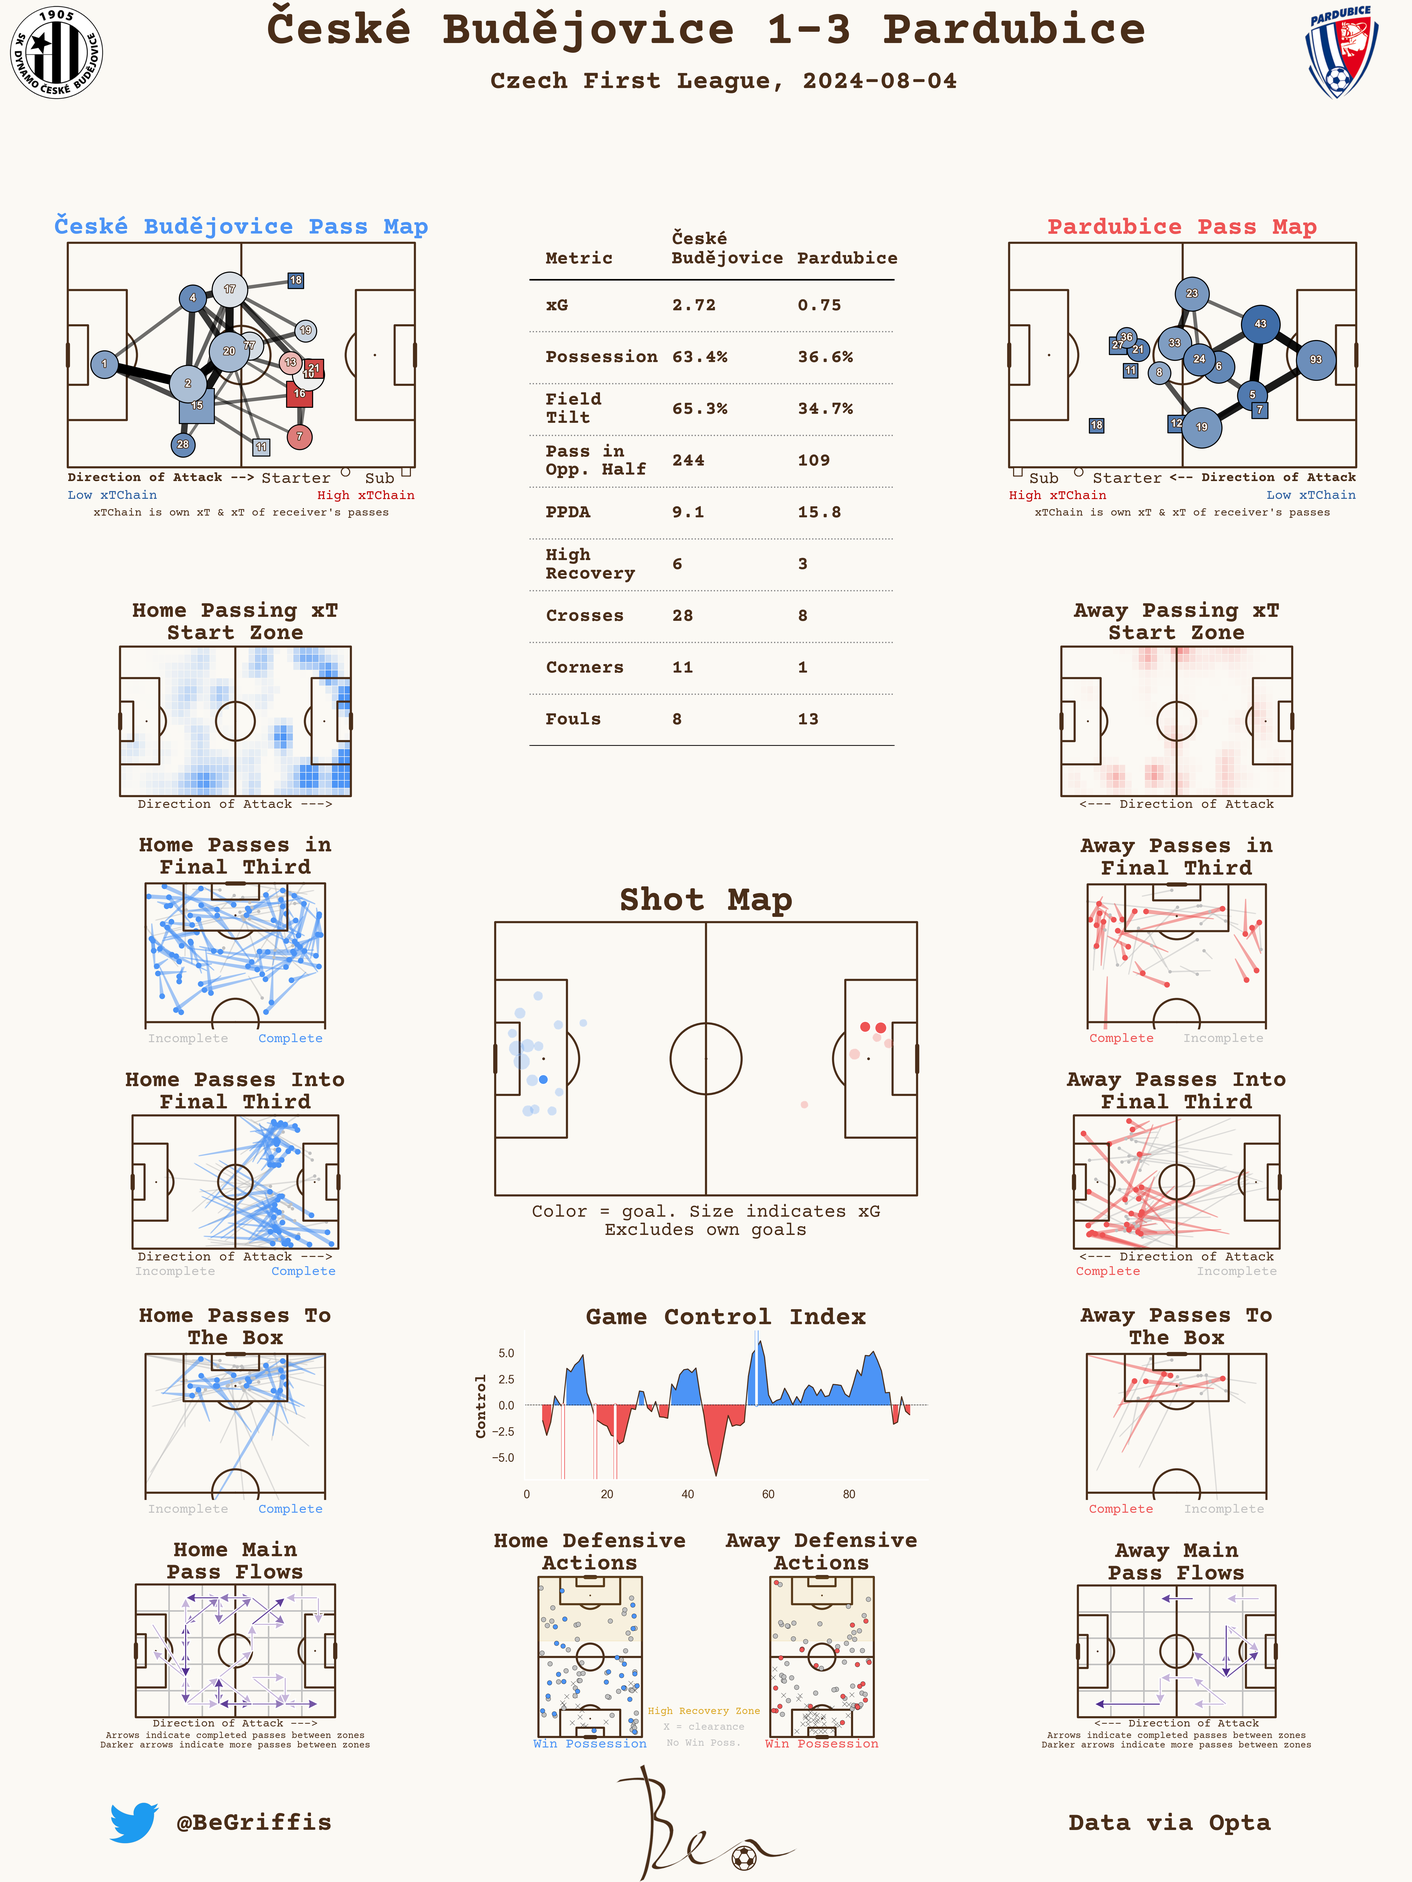 České Budějovice 1-3 Pardubice
Czech First League, 2024-08-04
1905
SK DYNAMO ČESKÉ BUDĚJOVICE
PARDUBICE
České Budějovice Pass Map
4
17
18
19
77
20
1
13
21
10
2
16
15
7
28
11
Direction of Attack --> Starter Sub
Low xTChain High xTChain
xTChain is own xT & xT of receiver's passes
Metric České Budějovice Pardubice
xG 2.72 0.75
Possession 63.4% 36.6%
Field Tilt 65.3% 34.7%
Pass in Opp. Half 244 109
PPDA 9.1 15.8
High Recovery 6 3
Crosses 28 8
Corners 11 1
Fouls 8 13
Pardubice Pass Map
23
43
36
27
21
33
24
93
6
11
8
5
7
18
12
19
Sub Starter <-- Direction of Attack
High xTChain Low xTChain
xTChain is own xT & xT of receiver's passes
Home Passing xT
Start Zone
Direction of Attack --->
Away Passing xT
Start Zone
<--- Direction of Attack
Home Passes in
Final Third
Incomplete Complete
Away Passes in
Final Third
Complete Incomplete
Shot Map
Color = goal. Size indicates xG
Excludes own goals
Home Passes Into
Final Third
Direction of Attack --->
Incomplete Complete
Away Passes Into
Final Third
<--- Direction of Attack
Complete Incomplete
Home Passes To
The Box
Incomplete Complete
Game Control Index
Control
5.0
2.5
0.0
−2.5
−5.0
0 20 40 60 80
Away Passes To
The Box
Complete Incomplete
Home Main
Pass Flows
Direction of Attack --->
Arrows indicate completed passes between zones
Darker arrows indicate more passes between zones
Home Defensive
Actions
Win Possession
High Recovery Zone
X = clearance
No Win Poss.
Away Defensive
Actions
Win Possession
Away Main
Pass Flows
<--- Direction of Attack
Arrows indicate completed passes between zones
Darker arrows indicate more passes between zones
@BeGriffis
Ben
Data via Opta